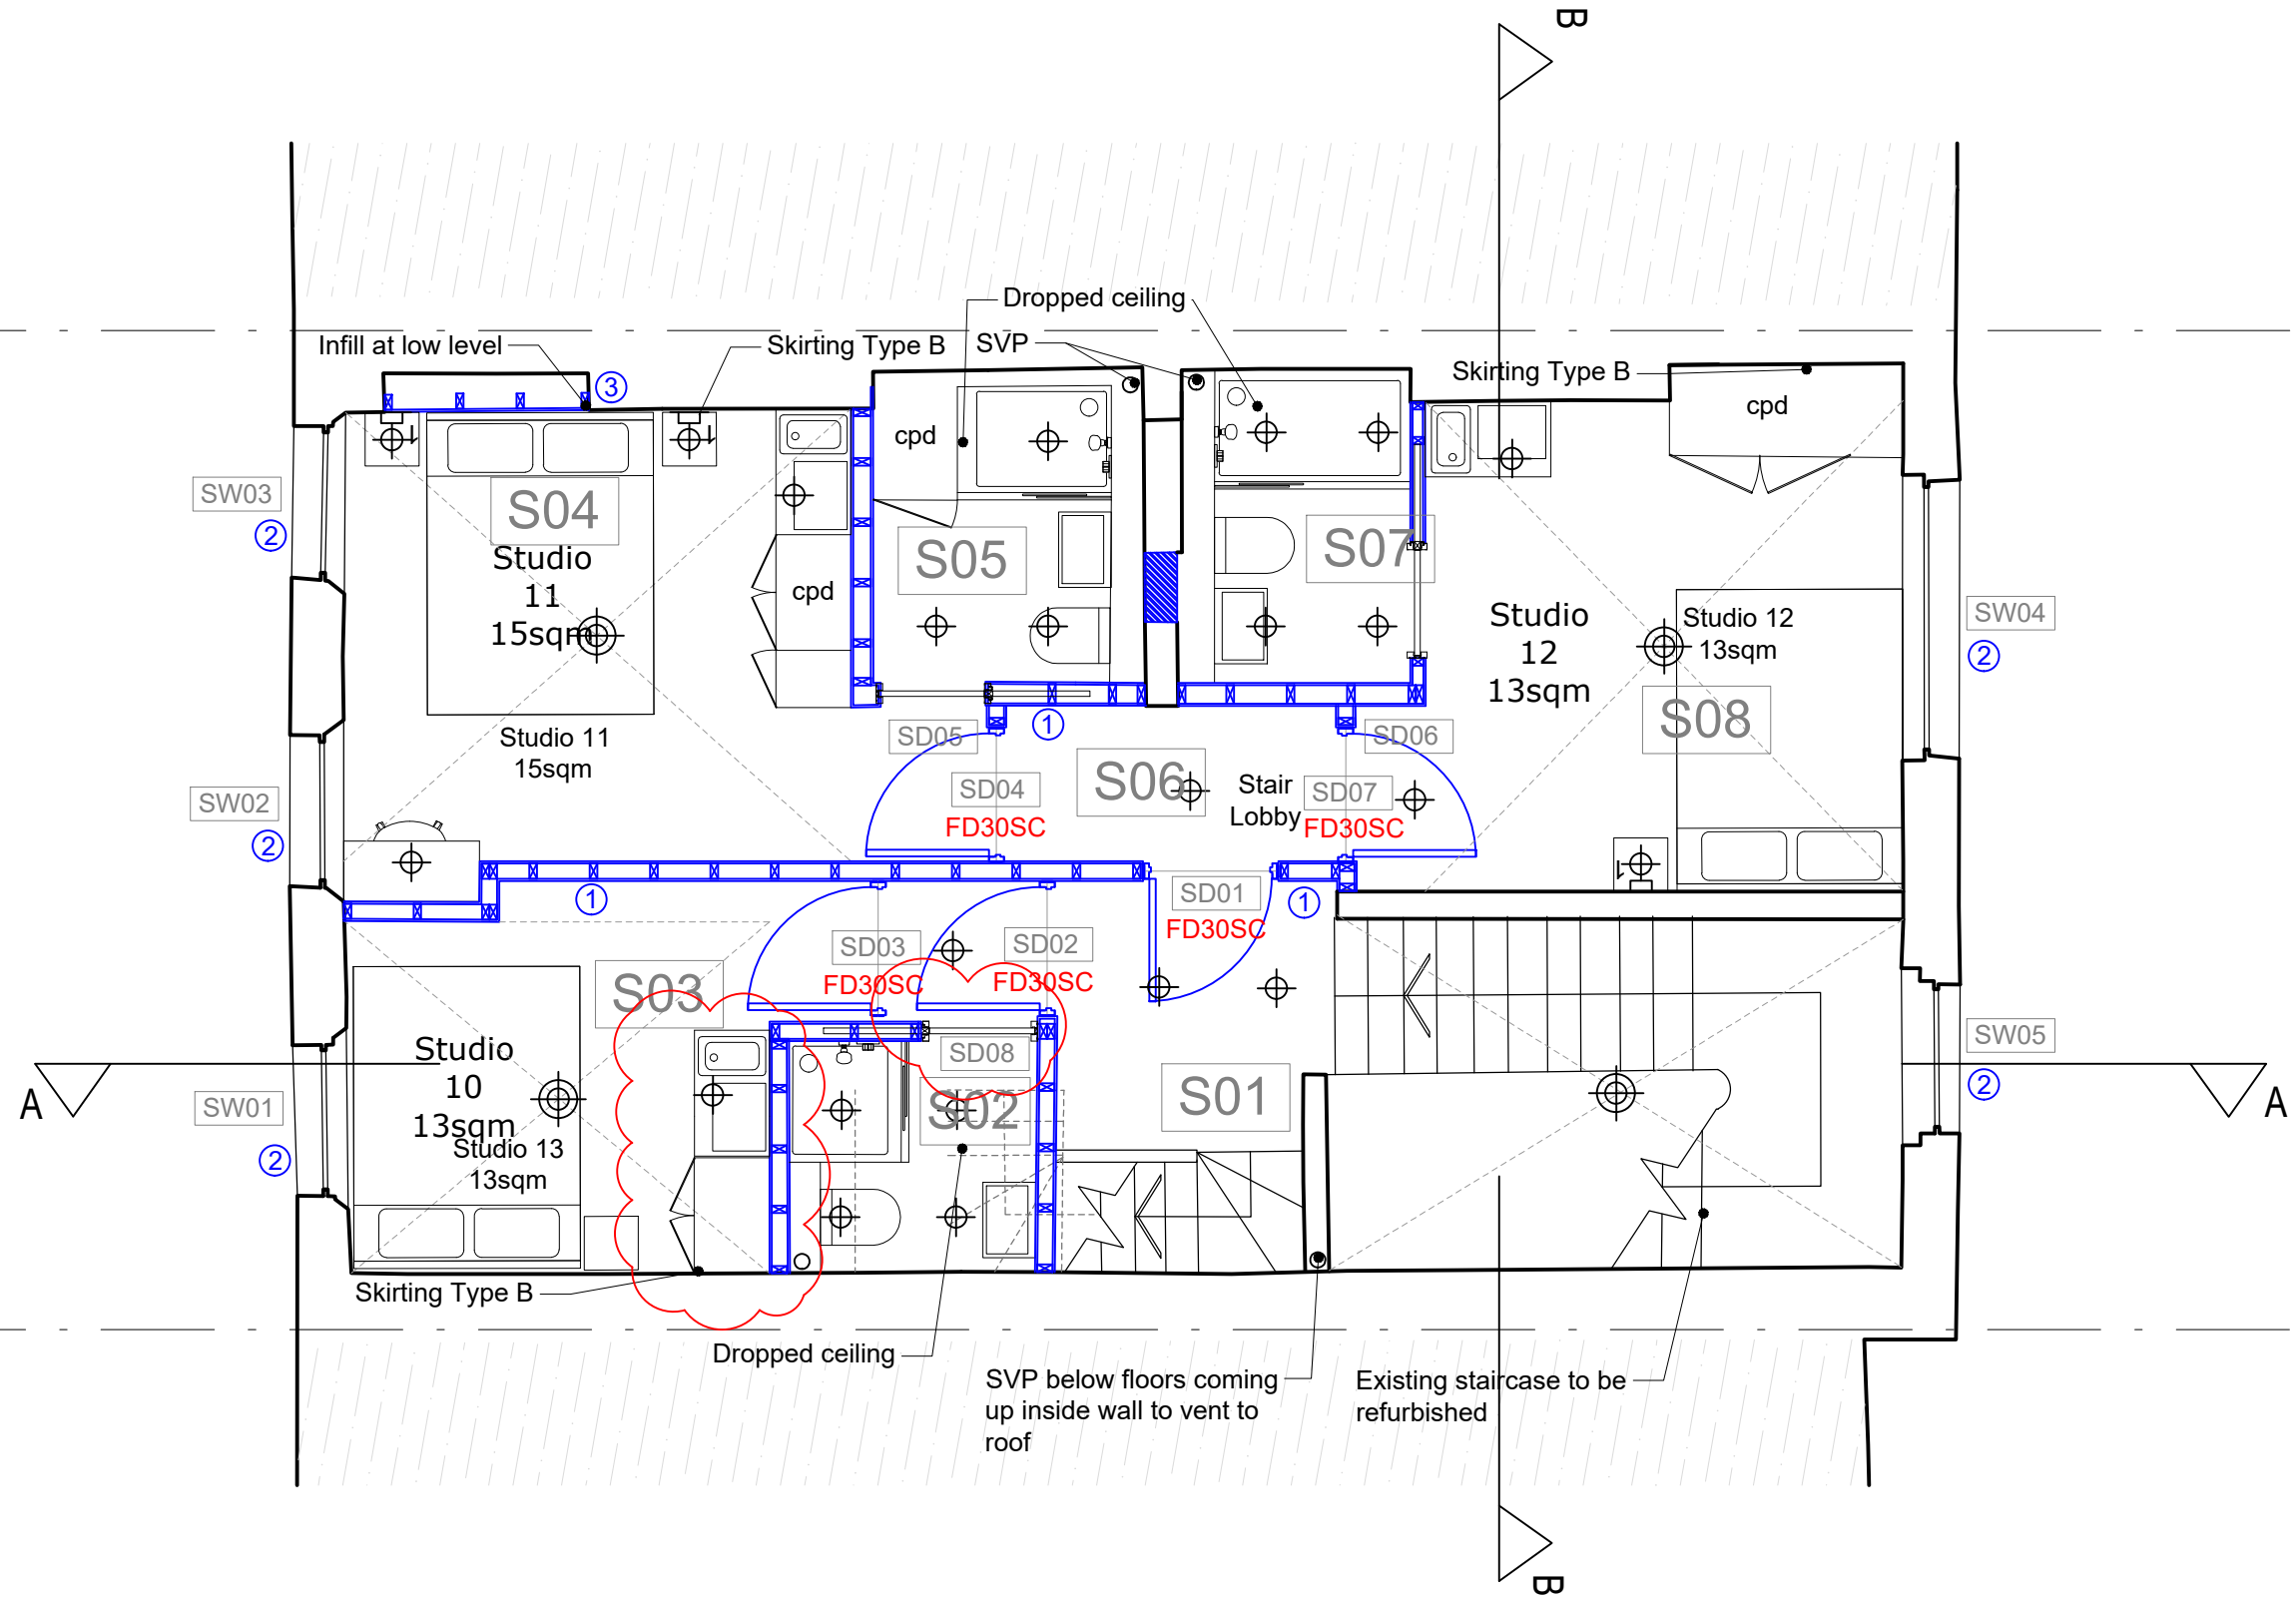 B
Dropped ceiling
Infill at low level
Skirting Type B
SVP
Skirting Type B
3
cpd
cpd
SW03
2
S04
Studio
11
15sqm
S05
S07
cpd
Studio
12
13sqm
Studio 12
13sqm
SW04
2
S08
Studio 11
15sqm
SD05
1
SD06
SW02
2
SD04
FD30SC
S06
Stair
Lobby
SD07
FD30SC
1
SD01
FD30SC
1
SD03
FD30SC
SD02
FD30SC
S03
Studio
10
13sqm
Studio 13
13sqm
SD08
S02
S01
SW05
2
A
A
SW01
2
Skirting Type B
Dropped ceiling
SVP below floors coming
up inside wall to vent to
roof
Existing staircase to be
refurbished
B